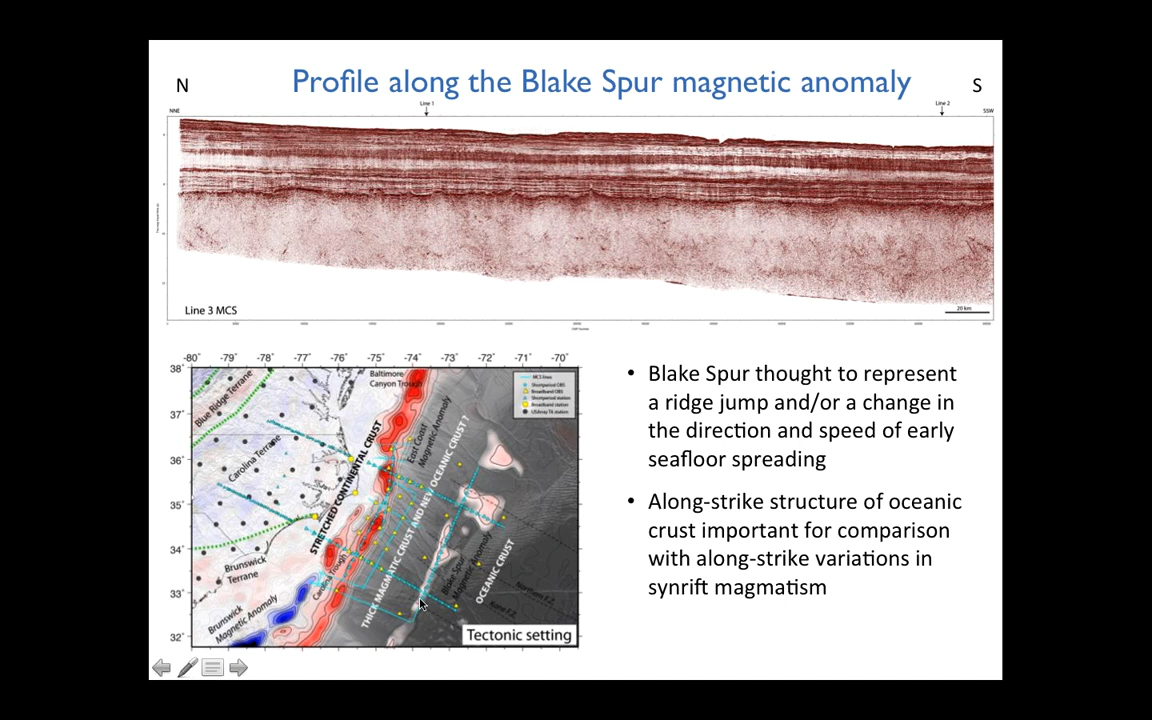 N
Profile along the Blake Spur magnetic anomaly
S
Line 1
Line 2
NNE
SSW
Line 3 MCS
20 km
-80° -79° -78° -77° -76° -75° -74° -73° -72° -71° -70°
38°
37°
36°
35°
34°
33°
32°
Baltimore
Canyon Trough
MCS lines
Shortperiod OBS
Broadband OBS
Shortperiod station
Broadband station
USArray TA station
Blue Ridge Terrane
Carolina Terrane
STRETCHED CONTINENTAL CRUST
East Coast
Magnetic Anomaly
THICK MAGMATIC CRUST AND NEW OCEANIC CRUST ?
Brunswick
Terrane
Carolina Trough
Blake Spur
Magnetic Anomaly
OCEANIC CRUST
Northern F.Z.
Kane F.Z.
Brunswick
Magnetic Anomaly
Tectonic setting
• Blake Spur thought to represent
a ridge jump and/or a change in
the direction and speed of early
seafloor spreading
• Along-strike structure of oceanic
crust important for comparison
with along-strike variations in
synrift magmatism